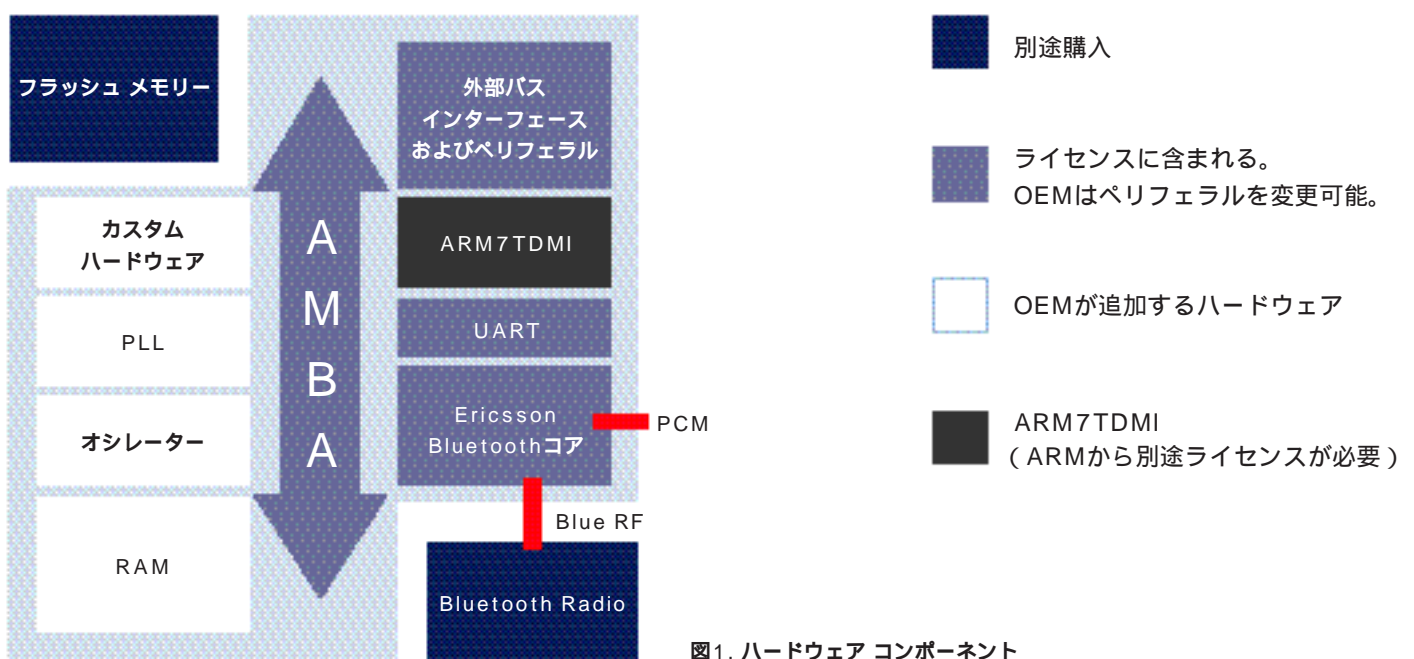 フラッシュ メモリー
カスタム
ハードウェア
PLL
オシレーター
RAM
A
M
B
A
外部バス
インターフェース
およびペリフェラル
ARM7TDMI
UART
Ericsson
Bluetoothコア
PCM
Blue RF
Bluetooth Radio
別途購入
ライセンスに含まれる。
OEMはペリフェラルを変更可能。
OEMが追加するハードウェア
ARM7TDMI
（ARMから別途ライセンスが必要）
図1. ハードウェア コンポーネント